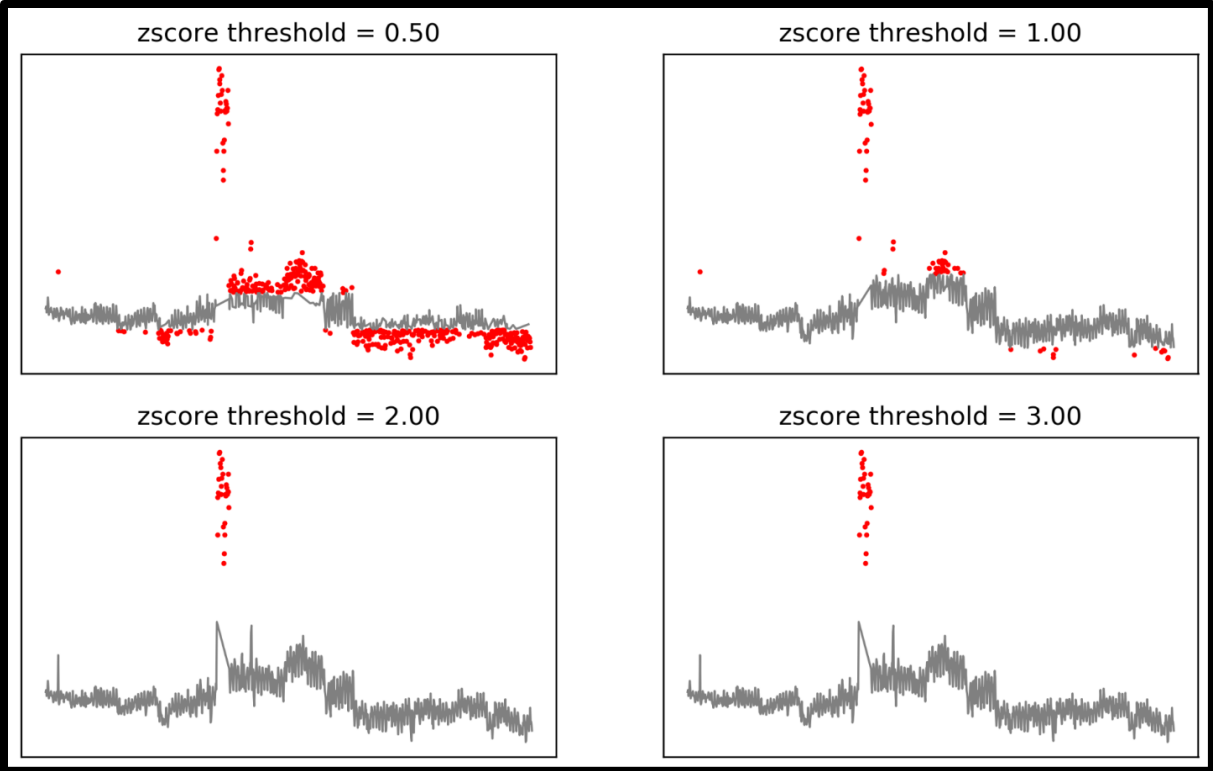 zscore threshold = 0.50
zscore threshold = 1.00
zscore threshold = 2.00
zscore threshold = 3.00